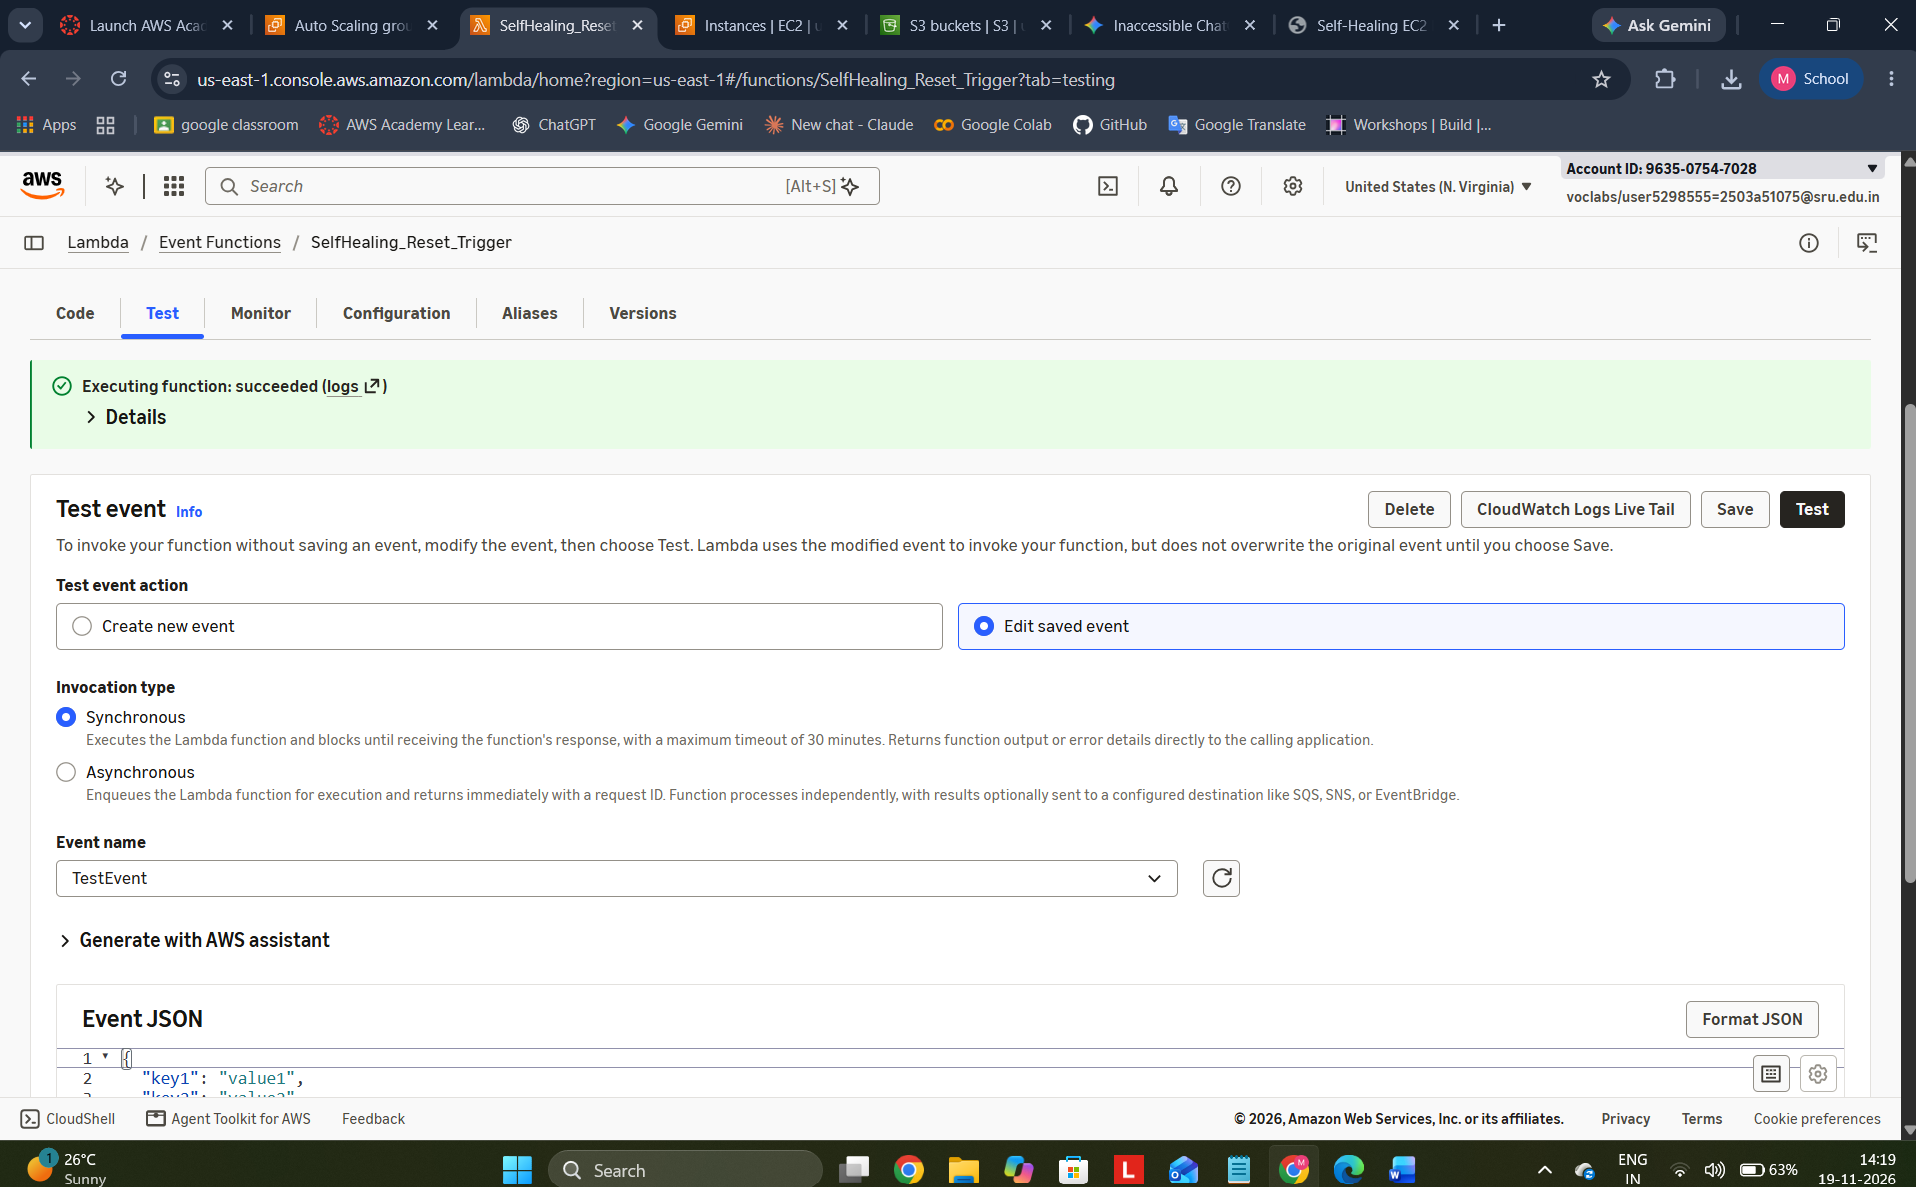 Launch AWS Aca
Auto Scaling grou
SelfHealing_Reset
Instances | EC2 | u
S3 buckets | S3 | u
Inaccessible Chat
Self-Healing EC2
Ask Gemini
us-east-1.console.aws.amazon.com/lambda/home?region=us-east-1#/functions/SelfHealing_Reset_Trigger?tab=testing
M School
Apps
google classroom
AWS Academy Lear...
ChatGPT
Google Gemini
New chat - Claude
Google Colab
GitHub
Google Translate
Workshops | Build |...
aws
Search
[Alt+S]
United States (N. Virginia)
Account ID: 9635-0754-7028
voclabs/user5298555=2503a51075@sru.edu.in
Lambda / Event Functions / SelfHealing_Reset_Trigger
Code
Test
Monitor
Configuration
Aliases
Versions
Executing function: succeeded (logs)
Details
Test event Info
Delete
CloudWatch Logs Live Tail
Save
Test
To invoke your function without saving an event, modify the event, then choose Test. Lambda uses the modified event to invoke your function, but does not overwrite the original event until you choose Save.
Test event action
Create new event
Edit saved event
Invocation type
Synchronous
Executes the Lambda function and blocks until receiving the function's response, with a maximum timeout of 30 minutes. Returns function output or error details directly to the calling application.
Asynchronous
Enqueues the Lambda function for execution and returns immediately with a request ID. Function processes independently, with results optionally sent to a configured destination like SQS, SNS, or EventBridge.
Event name
TestEvent
Generate with AWS assistant
Event JSON
Format JSON
1 {
2 "key1": "value1",
CloudShell
Agent Toolkit for AWS
Feedback
© 2026, Amazon Web Services, Inc. or its affiliates.
Privacy
Terms
Cookie preferences
1
26°C
Sunny
Search
L
M
ENG
IN
63%
14:19
19-11-2026